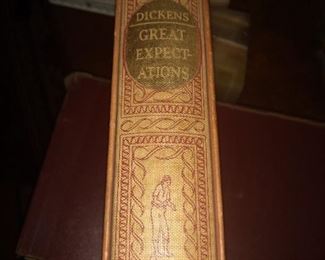 DICKENS
GREAT
EXPECT-
ATIONS